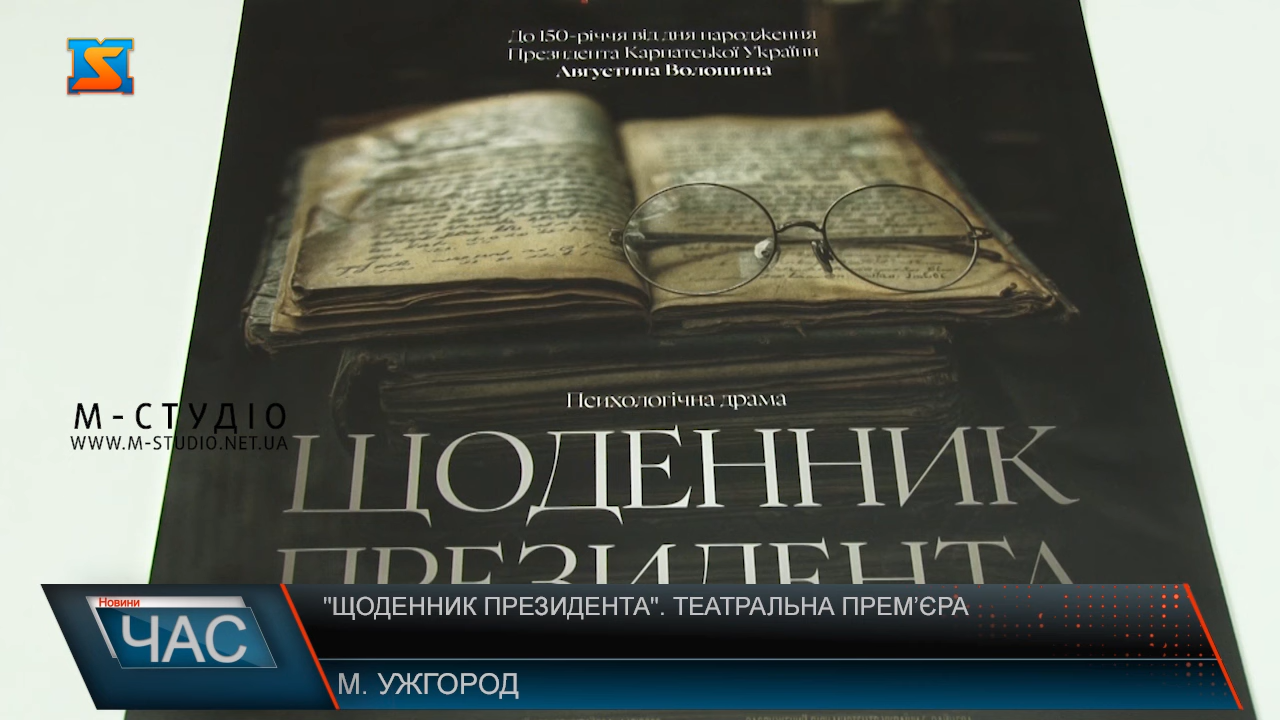 До 150-річчя від дня народження
Президента Карпатської України
Августина Волошина
Психологічна драма
М-СТУДІО
WWW.M-STUDIO.NET.UA
ЩОДЕННИК
ПРЕЗИДЕНТА
Новини
ЧАС
"ЩОДЕННИК ПРЕЗИДЕНТА". ТЕАТРАЛЬНА ПРЕМ’ЄРА
М. УЖГОРОД